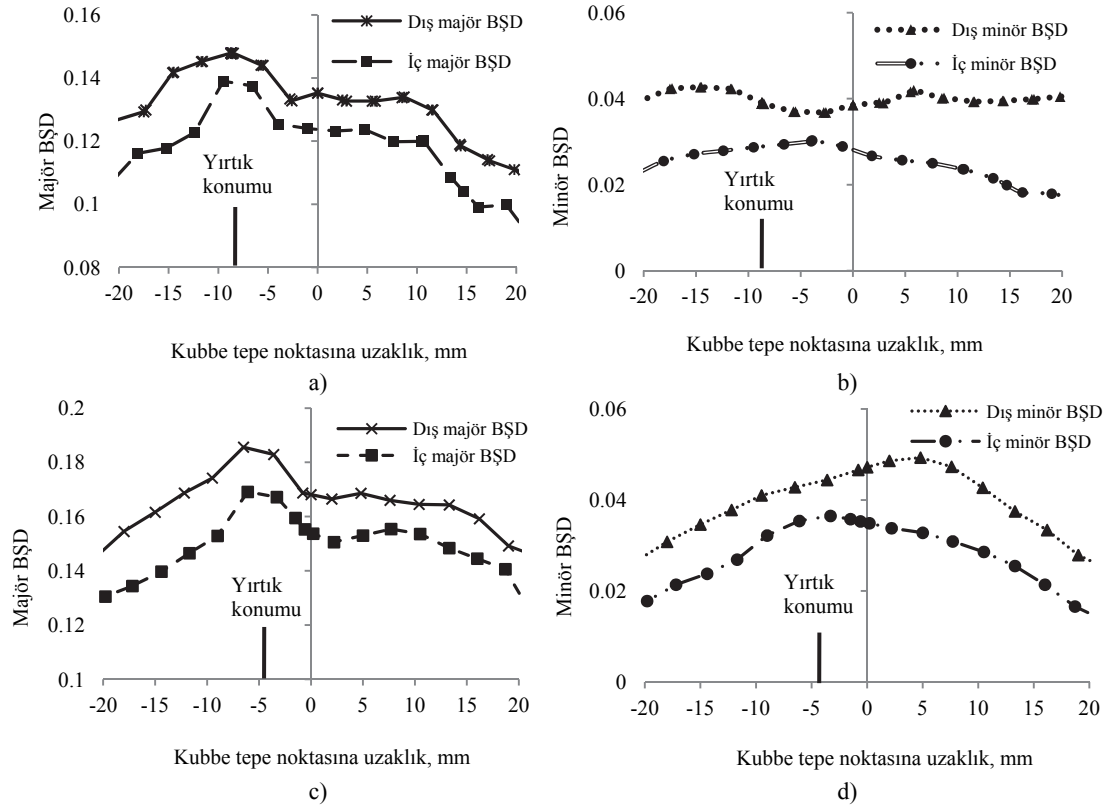 0.16
0.14
0.12
0.1
0.08
-20 -15 -10 -5 0 5 10 15 20
Majör BŞD
Kubbe tepe noktasına uzaklık, mm
Dış majör BŞD
İç majör BŞD
Yırtık
konumu
a)
0.06
0.04
0.02
0
-20 -15 -10 -5 0 5 10 15 20
Minör BŞD
Kubbe tepe noktasına uzaklık, mm
Dış minör BŞD
İç minör BŞD
Yırtık
konumu
b)
0.2
0.18
0.16
0.14
0.12
0.1
-20 -15 -10 -5 0 5 10 15 20
Majör BŞD
Kubbe tepe noktasına uzaklık, mm
Dış majör BŞD
İç majör BŞD
Yırtık
konumu
c)
0.06
0.04
0.02
0
-20 -15 -10 -5 0 5 10 15 20
Minör BŞD
Kubbe tepe noktasına uzaklık, mm
Dış minör BŞD
İç minör BŞD
Yırtık
konumu
d)